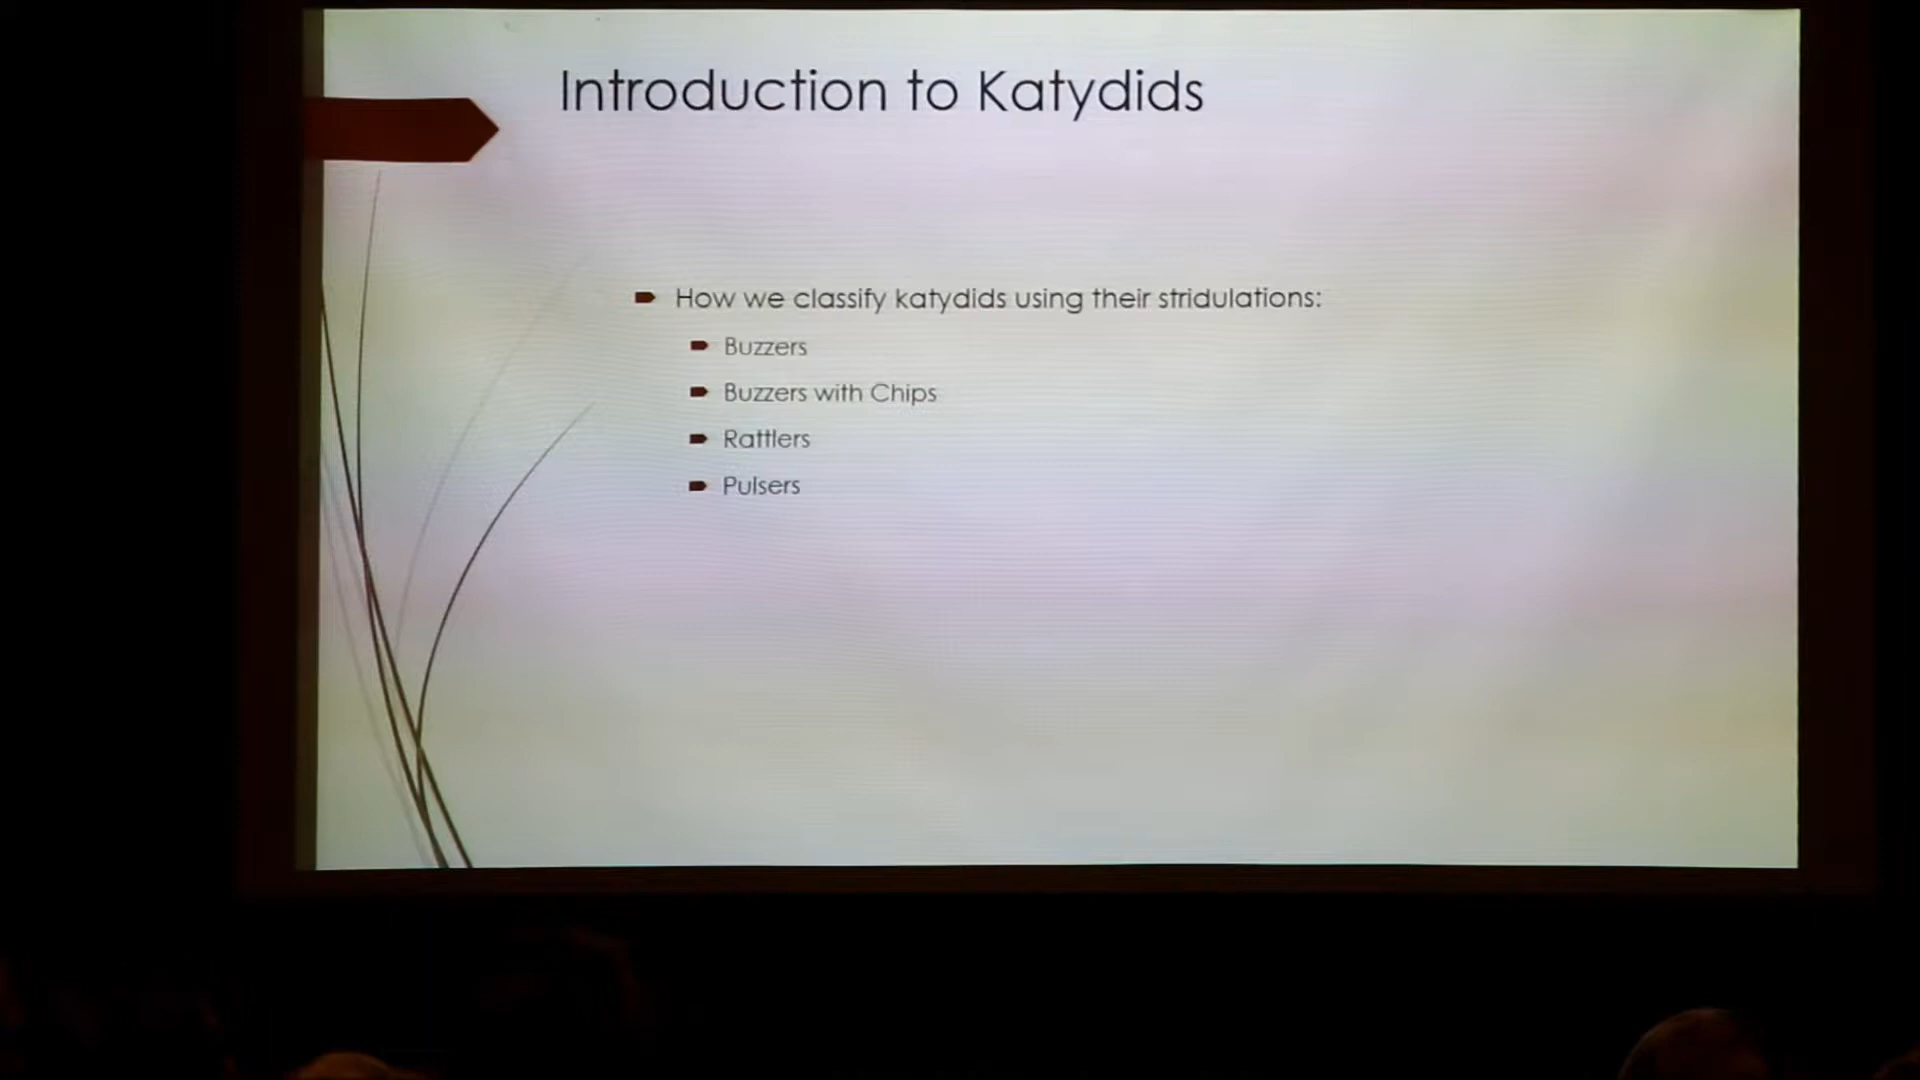 Introduction to Katydids
How we classify katydids using their stridulations:
Buzzers
Buzzers with Chips
Rattlers
Pulsers